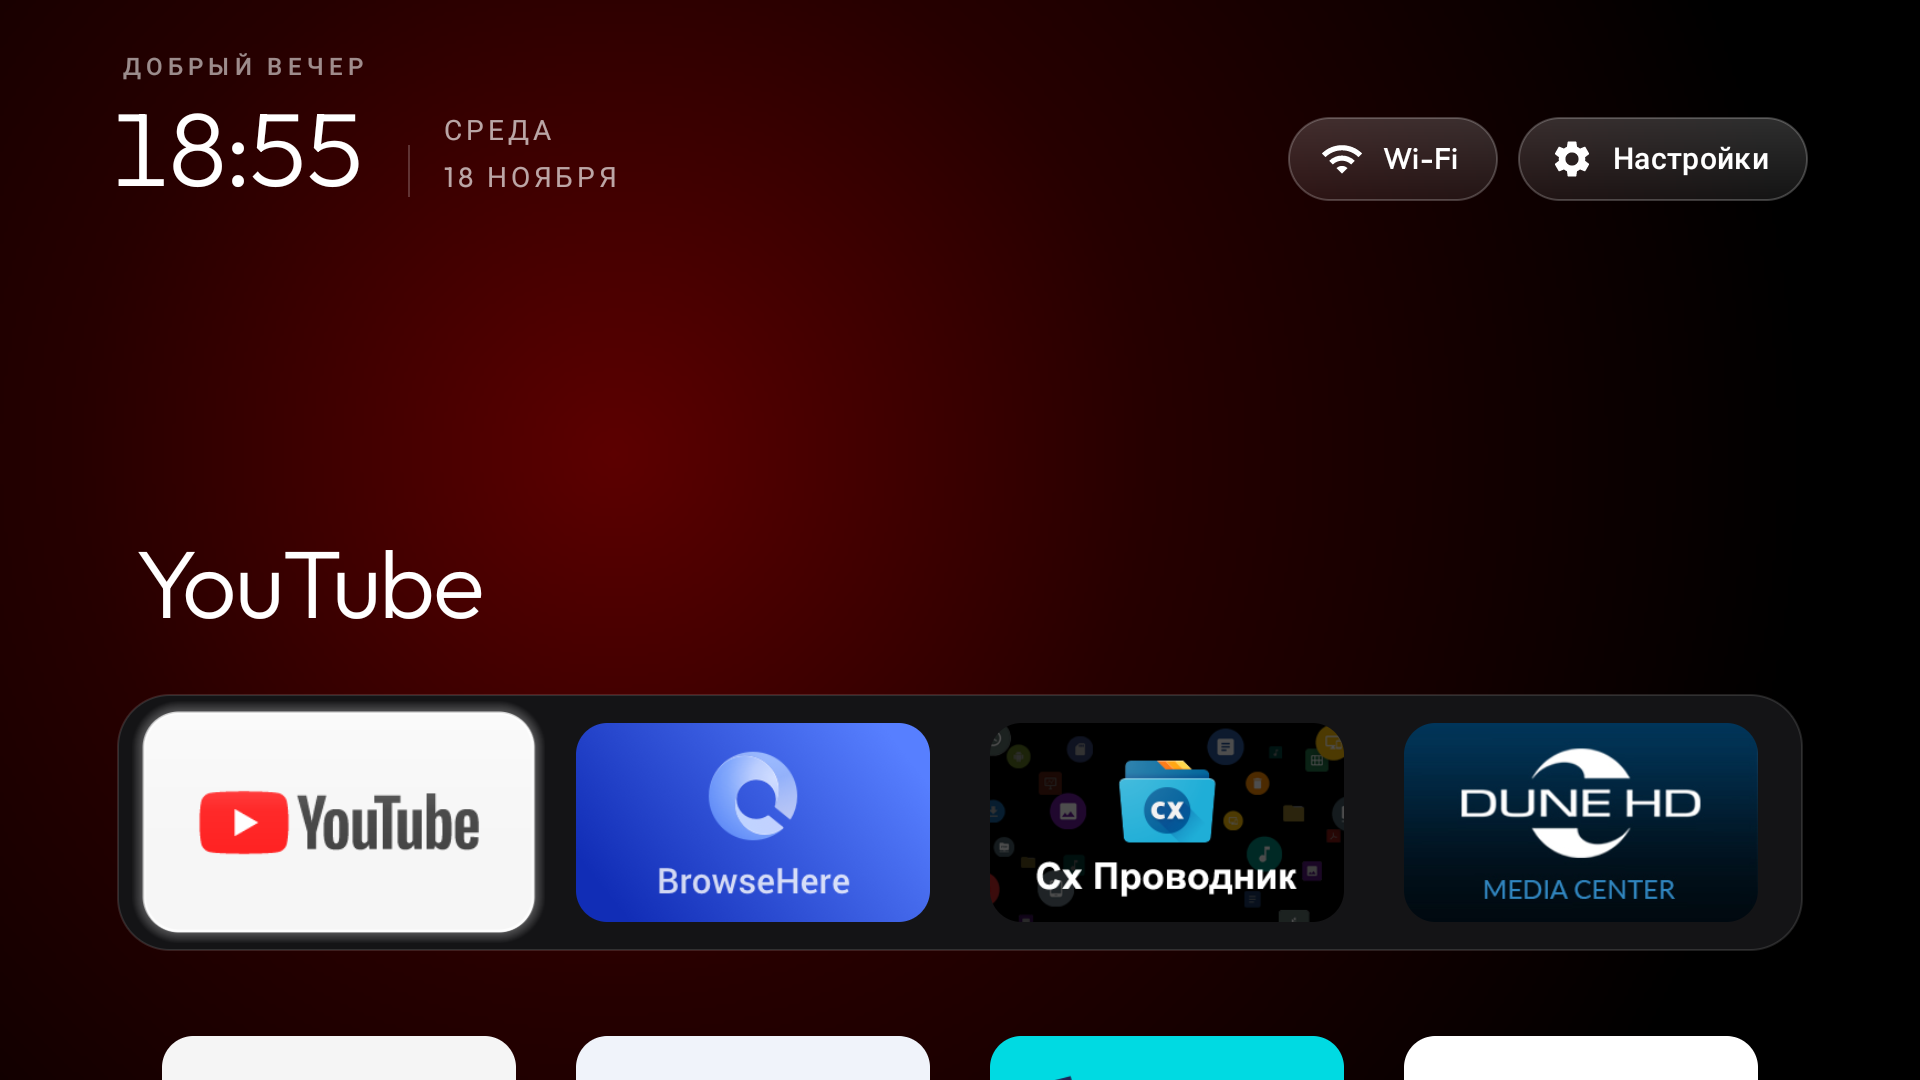 ДОБРЫЙ ВЕЧЕР
18:55
СРЕДА
18 НОЯБРЯ
Wi-Fi
Настройки
YouTube
YouTube
BrowseHere
cx
Cx Проводник
DUNE HD
MEDIA CENTER